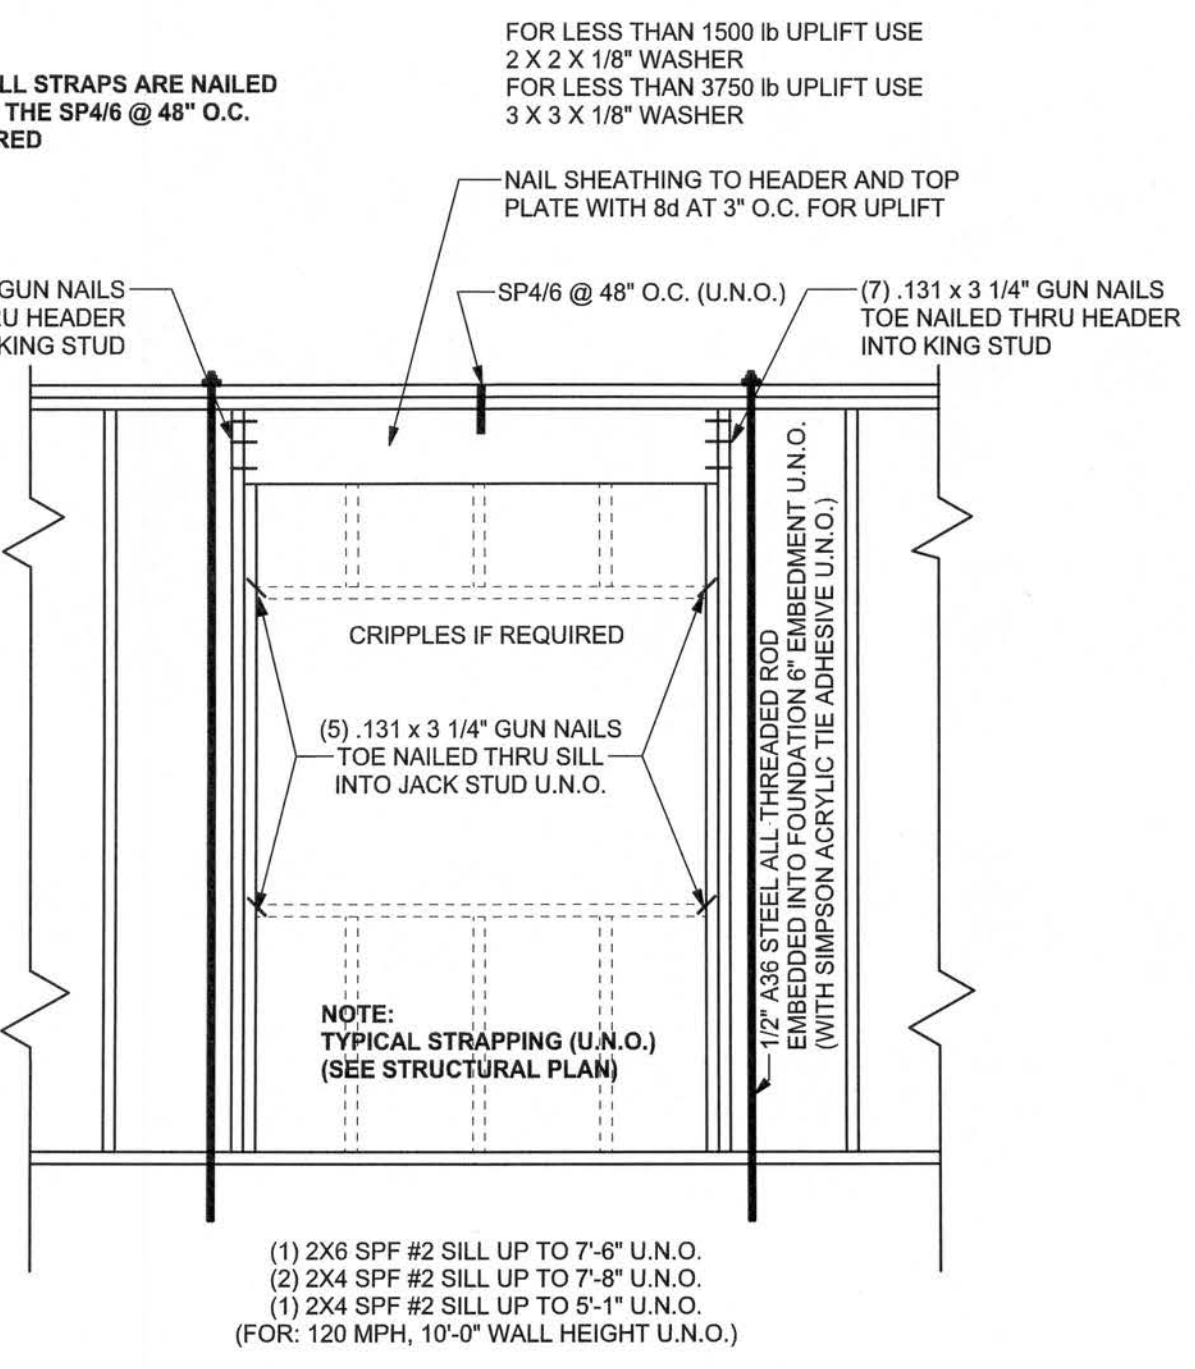 FOR LESS THAN 1500 lb UPLIFT USE
2 X 2 X 1/8" WASHER
FOR LESS THAN 3750 lb UPLIFT USE
3 X 3 X 1/8" WASHER
LL STRAPS ARE NAILED
THE SP4/6 @ 48" O.C.
RED
NAIL SHEATHING TO HEADER AND TOP
PLATE WITH 8d AT 3" O.C. FOR UPLIFT
GUN NAILS
RU HEADER
KING STUD
SP4/6 @ 48" O.C. (U.N.O.)
(7) .131 x 3 1/4" GUN NAILS
TOE NAILED THRU HEADER
INTO KING STUD
CRIPPLES IF REQUIRED
(5) .131 x 3 1/4" GUN NAILS
TOE NAILED THRU SILL
INTO JACK STUD U.N.O.
1/2" A36 STEEL ALL-THREADED ROD
EMBEDDED INTO FOUNDATION 6" EMBEDMENT U.N.O.
(WITH SIMPSON ACRYLIC TIE ADHESIVE U.N.O.)
NOTE:
TYPICAL STRAPPING (U.N.O.)
(SEE STRUCTURAL PLAN)
(1) 2X6 SPF #2 SILL UP TO 7'-6" U.N.O.
(2) 2X4 SPF #2 SILL UP TO 7'-8" U.N.O.
(1) 2X4 SPF #2 SILL UP TO 5'-1" U.N.O.
(FOR: 120 MPH, 10'-0" WALL HEIGHT U.N.O.)